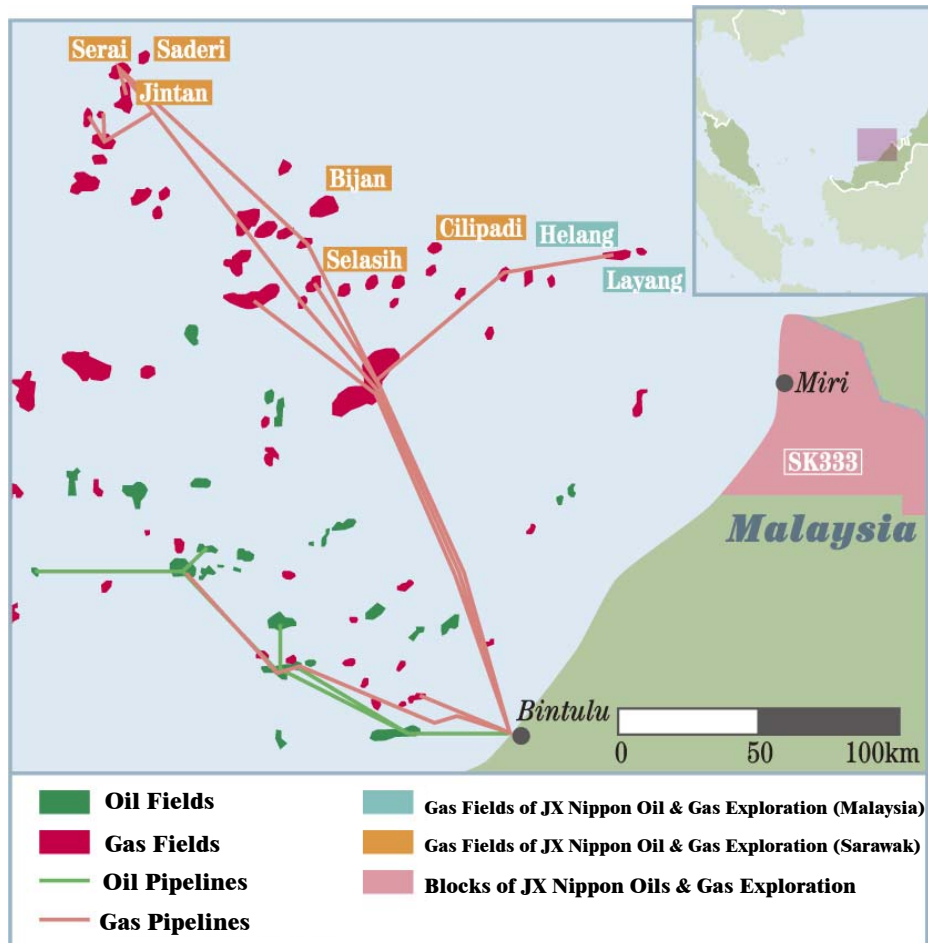 Serai Saderi
Jintan
Bijan
Cilipadi Helang
Selasih Layang
Miri
SK333
Malaysia
Bintulu
0 50 100km
Oil Fields
Gas Fields
Oil Pipelines
Gas Pipelines
Gas Fields of JX Nippon Oil & Gas Exploration (Malaysia)
Gas Fields of JX Nippon Oil & Gas Exploration (Sarawak)
Blocks of JX Nippon Oils & Gas Exploration